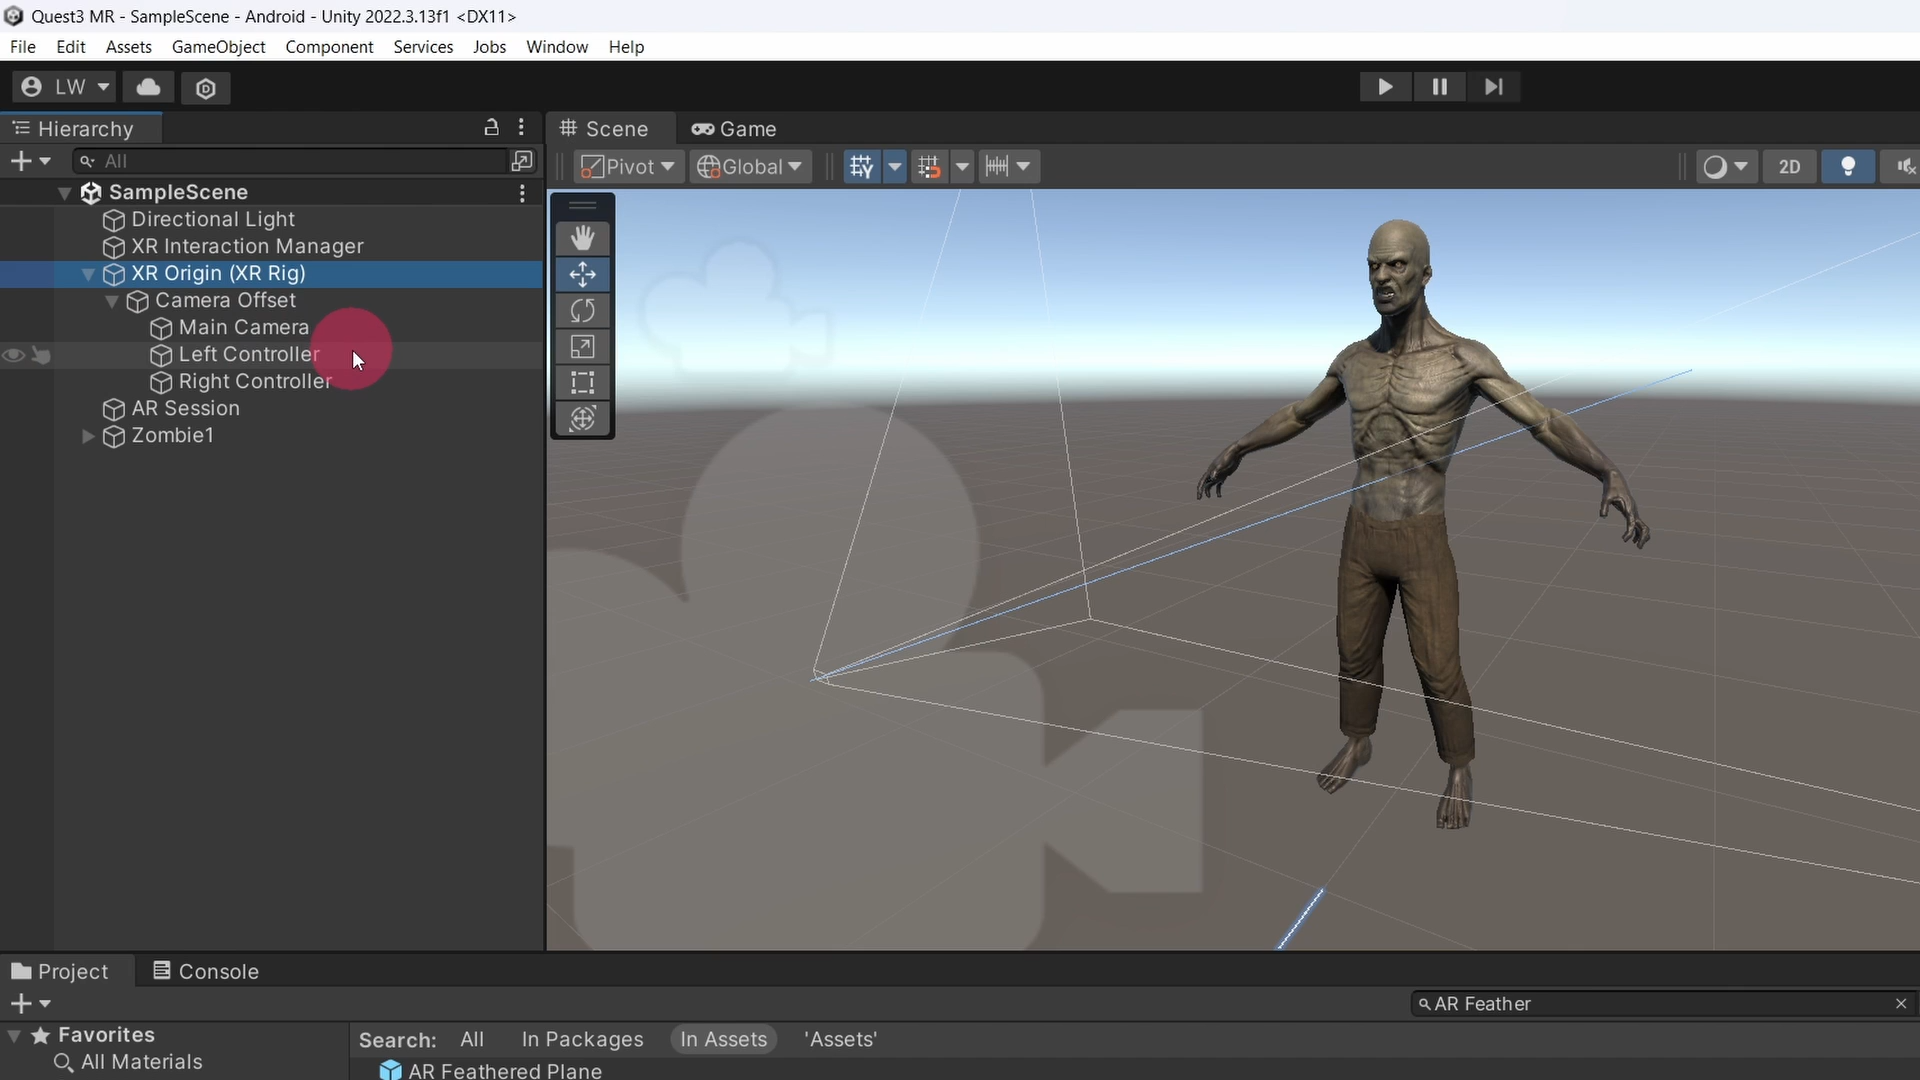 Quest3 MR - SampleScene - Android - Unity 2022.3.13f1 <DX11>
File Edit Assets GameObject Component Services Jobs Window Help
LW
Hierarchy
Scene Game
All
Pivot Global 2D
SampleScene
Directional Light
XR Interaction Manager
XR Origin (XR Rig)
Camera Offset
Main Camera
Left Controller
Right Controller
AR Session
Zombie1
Project Console
AR Feather
Favorites
Search: All In Packages In Assets 'Assets'
All Materials
AR Feathered Plane